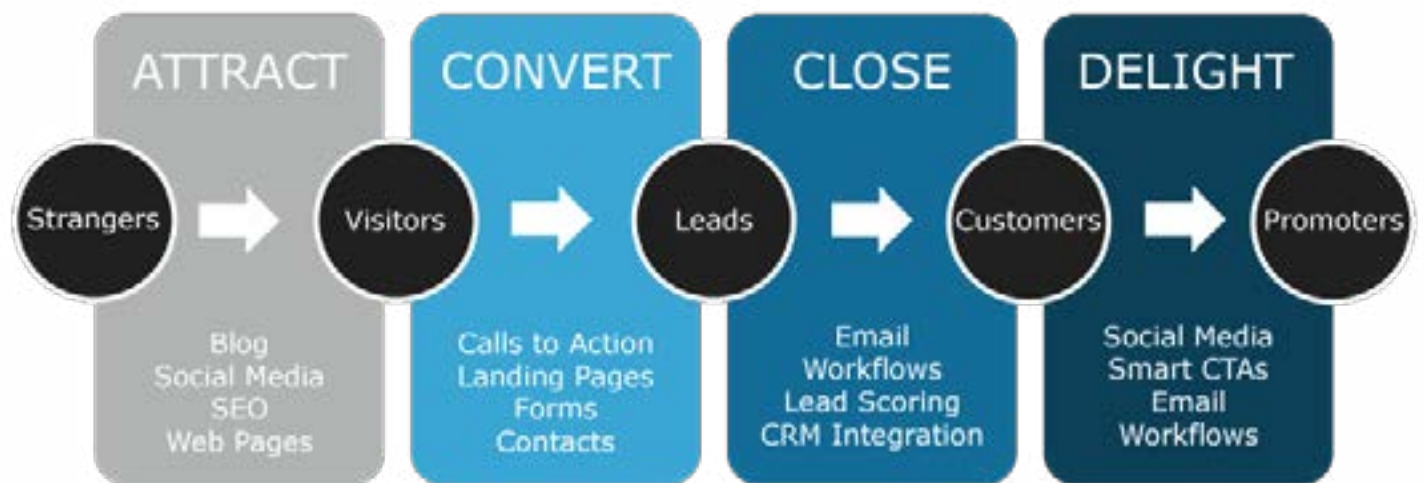 ATTRACT
CONVERT
CLOSE
DELIGHT
Strangers
Visitors
Leads
Customers
Promoters
Blog
Social Media
SEO
Web Pages
Calls to Action
Landing Pages
Forms
Contacts
Email
Workflows
Lead Scoring
CRM Integration
Social Media
Smart CTAs
Email
Workflows